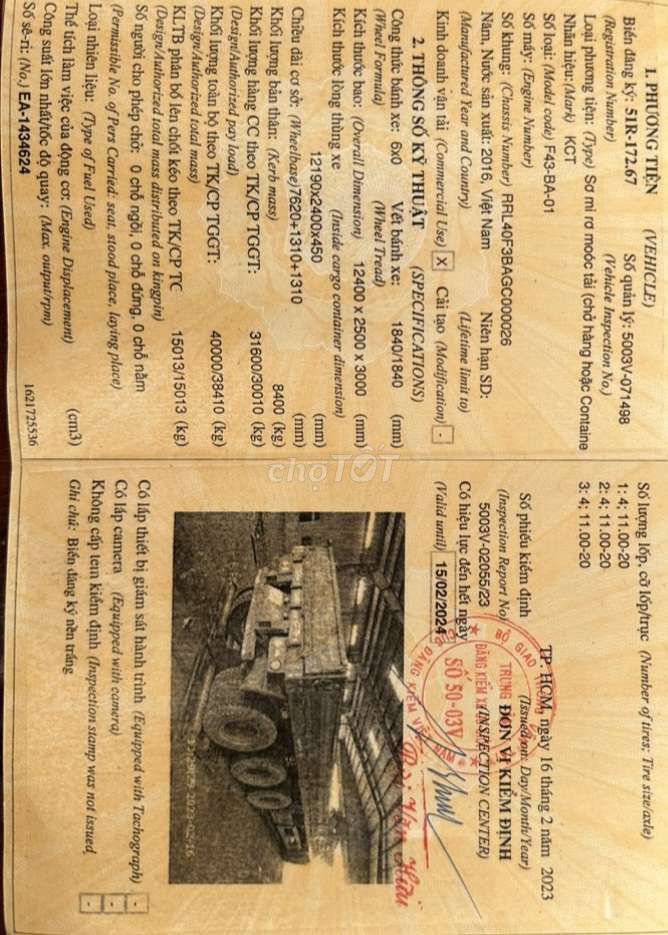 1. PHƯƠNG TIỆN (VEHICLE)
Biển đăng ký: 51R-172.67 Số quản lý: 5003V-071498
(Registration Number) (Vehicle Inspection No.)
Loại phương tiện: (Type) Sơ mi rơ moóc tải (chở hàng hoặc Containe
Nhãn hiệu: (Mark) KCT
Số loại: (Model code) F43-BA-01
Số máy: (Engine Number)
Số khung: (Chassis Number) RRL40F3BAGC000026
Năm, Nước sản xuất: 2016, Việt Nam Niên hạn SD:
(Manufactured Year and Country) (Lifetime limit to)
Kinh doanh vận tải (Commercial Use) X Cải tạo (Modification) -
2. THÔNG SỐ KỸ THUẬT (SPECIFICATIONS)
Công thức bánh xe: 6x0 Vết bánh xe: 1840/1840 (mm)
(Wheel Formula) (Wheel Tread)
Kích thước bao: (Overall Dimension) 12400 x 2500 x 3000 (mm)
Kích thước lòng thùng xe (Inside cargo container dimension)
12190x2400x450 (mm)
Chiều dài cơ sở: (Wheelbase)7620+1310+1310 (mm)
Khối lượng bản thân: (Kerb mass) 8400 (kg)
Khối lượng hàng CC theo TK/CP TGGT: 31600/30010 (kg)
(Design/Authorized pay load)
Khối lượng toàn bộ theo TK/CP TGGT: 40000/38410 (kg)
(Design/Authorized total mass)
KLTB phân bố lên chốt kéo theo TK/CP TC 15013/15013 (kg)
(Design/Authorized total mass distributed on kingpin)
Số người cho phép chở: 0 chỗ ngồi, 0 chỗ đứng, 0 chỗ nằm
(Permissible No. of Pers Carried: seat, stood place, laying place)
Loại nhiên liệu: (Type of Fuel Used)
Thể tích làm việc của động cơ: (Engine Displacement) (cm3)
Công suất lớn nhất/tốc độ quay: (Max. output/rpm)
Số sê-ri: (No.) EA-1434624 1621725536
Số lượng lốp, cỡ lốp/trục (Number of tires; Tire size/axle)
1: 4; 11.00-20
2: 4; 11.00-20
3: 4; 11.00-20
TP. HCM, ngày 16 tháng 2 năm 2023
Số phiếu kiểm định (Issued on: Day/Month/Year)
(Inspection Report No) ĐƠN VỊ KIỂM ĐỊNH
5003V-02055/23 (INSPECTION CENTER)
Có hiệu lực đến hết ngày
(Valid until) 15/02/2024
BỘ GIAO
TRUNG
ĐĂNG KIỂM XE
SỐ 50-03V
CỤC ĐĂNG KIỂM VIỆT NAM
Có lắp thiết bị giám sát hành trình (Equipped with Tachograph) -
Có lắp camera (Equipped with camera) -
Không cấp tem kiểm định (Inspection stamp was not issued -
Ghi chú: Biển đăng ký nền trắng
chợTỐT